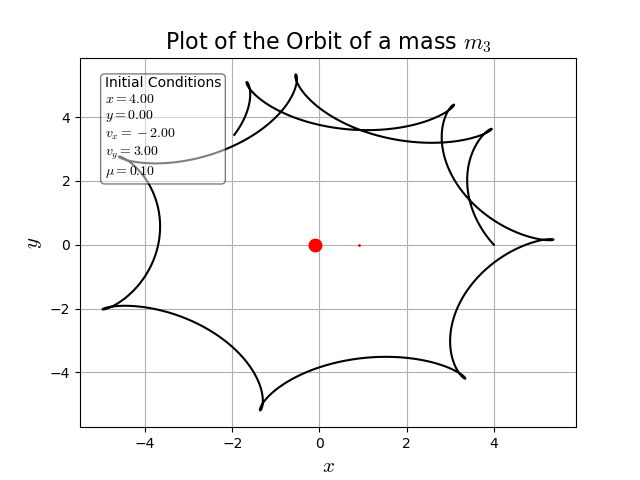 Plot of the Orbit of a mass m₃
Initial Conditions
x = 4.00
y = 0.00
vₓ = −2.00
v_y = 3.00
μ = 0.10
y
4
2
0
−2
−4
−4 −2 0 2 4
x